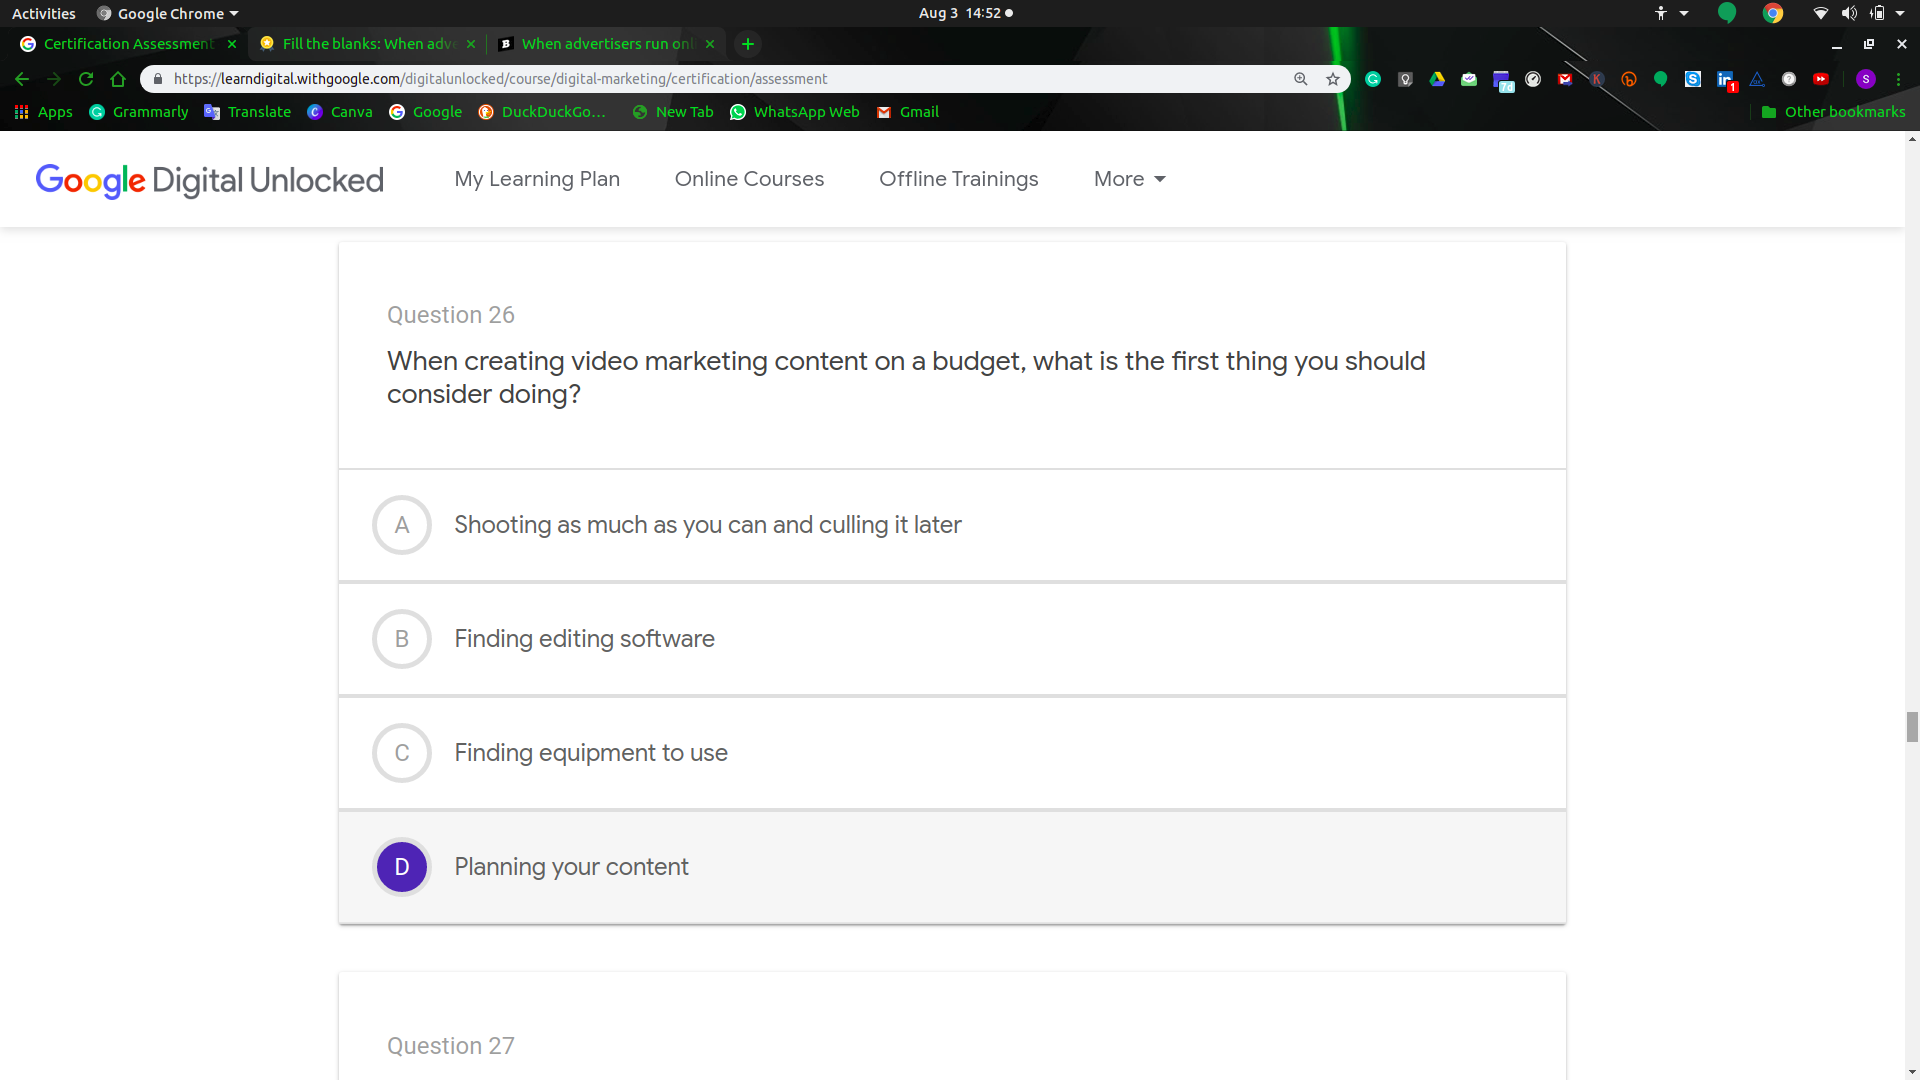 Activities Google Chrome Aug 3 14:52
Certification Assessment Fill the blanks: When adve When advertisers run onl
https://learndigital.withgoogle.com/digitalunlocked/course/digital-marketing/certification/assessment 7d 1 S
Apps Grammarly Translate Canva Google DuckDuckGo... New Tab WhatsApp Web Gmail Other bookmarks
Google Digital Unlocked My Learning Plan Online Courses Offline Trainings More
Question 26
When creating video marketing content on a budget, what is the first thing you should
consider doing?
A Shooting as much as you can and culling it later
B Finding editing software
C Finding equipment to use
D Planning your content
Question 27